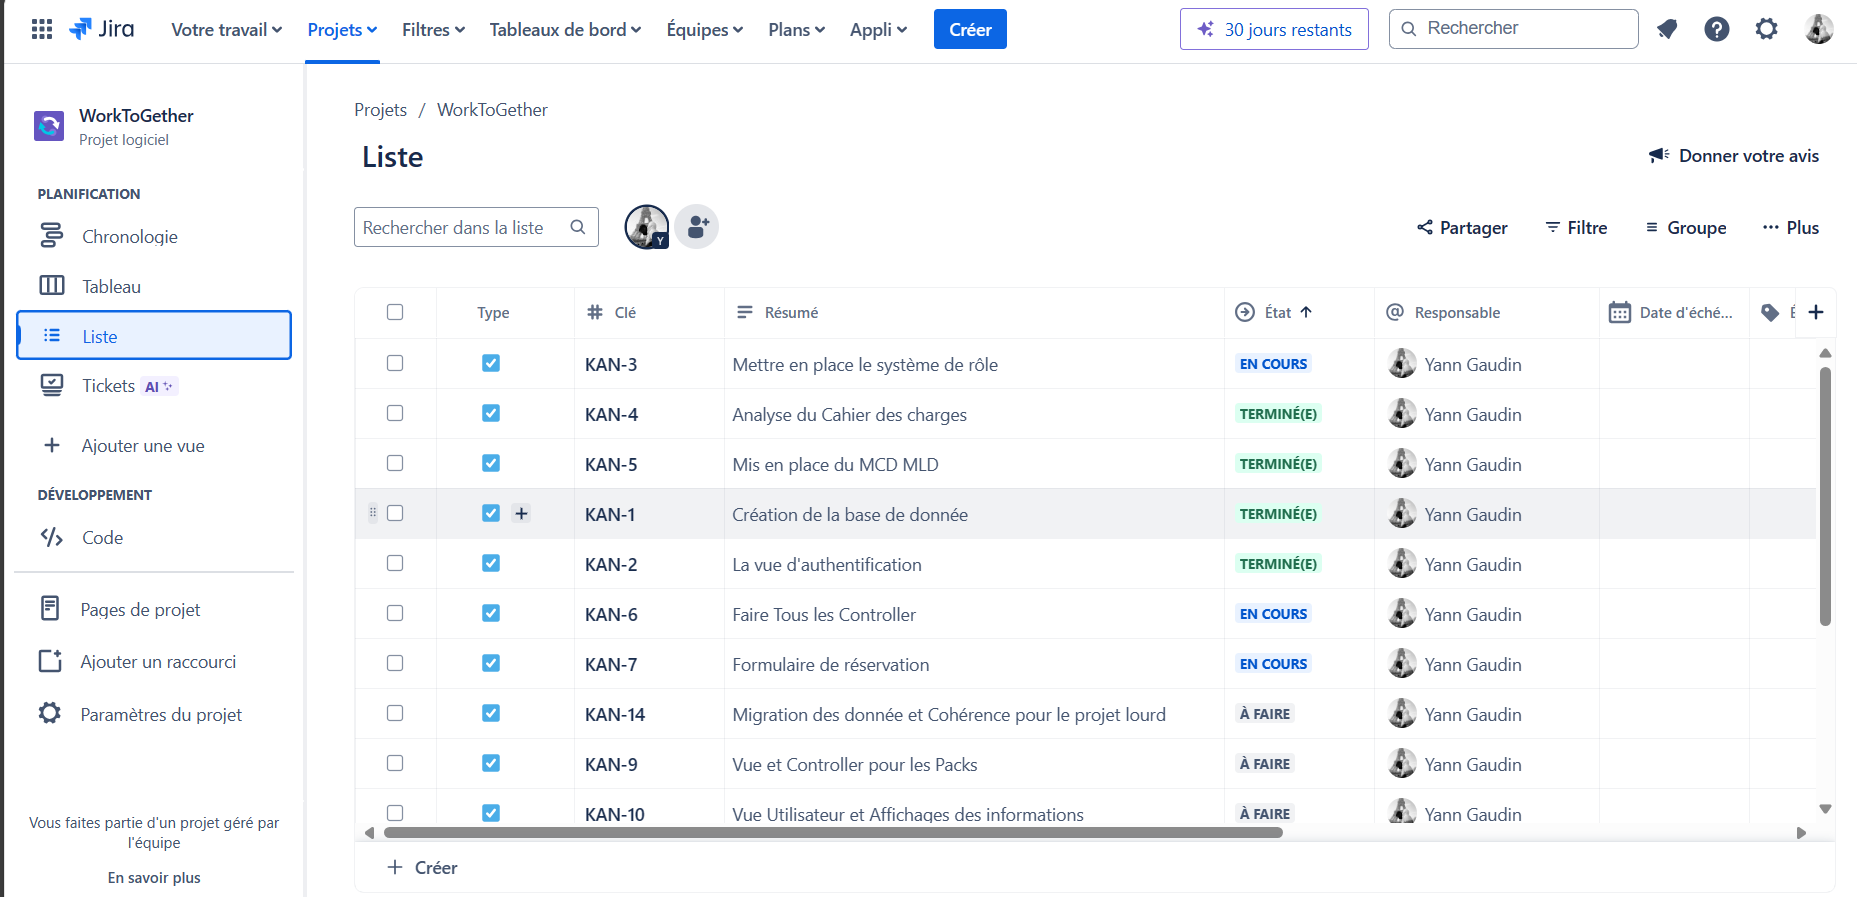 Jira Votre travail Projets Filtres Tableaux de bord Équipes Plans Appli Créer 30 jours restants Rechercher
WorkToGether
Projet logiciel
PLANIFICATION
Chronologie
Tableau
Liste
Tickets AI
Ajouter une vue
DÉVELOPPEMENT
Code
Pages de projet
Ajouter un raccourci
Paramètres du projet
Vous faites partie d'un projet géré par
l'équipe
En savoir plus
Projets / WorkToGether
Liste
Donner votre avis
Rechercher dans la liste Y Partager Filtre Groupe Plus
Type Clé Résumé État Responsable Date d'éché...
KAN-3 Mettre en place le système de rôle EN COURS Yann Gaudin
KAN-4 Analyse du Cahier des charges TERMINÉ(E) Yann Gaudin
KAN-5 Mis en place du MCD MLD TERMINÉ(E) Yann Gaudin
KAN-1 Création de la base de donnée TERMINÉ(E) Yann Gaudin
KAN-2 La vue d'authentification TERMINÉ(E) Yann Gaudin
KAN-6 Faire Tous les Controller EN COURS Yann Gaudin
KAN-7 Formulaire de réservation EN COURS Yann Gaudin
KAN-14 Migration des donnée et Cohérence pour le projet lourd À FAIRE Yann Gaudin
KAN-9 Vue et Controller pour les Packs À FAIRE Yann Gaudin
KAN-10 Vue Utilisateur et Affichages des informations À FAIRE Yann Gaudin
+ Créer